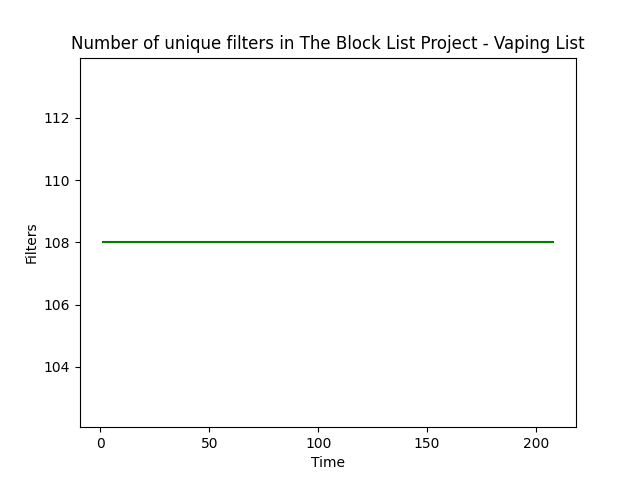 Number of unique filters in The Block List Project - Vaping List
112
110
108
106
104
Filters
0 50 100 150 200
Time